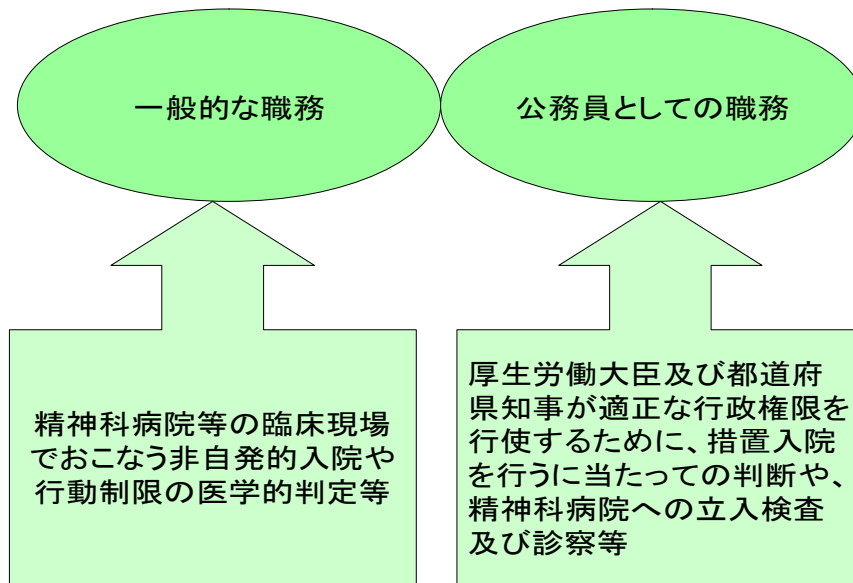 一般的な職務
公務員としての職務
精神科病院等の臨床現場
でおこなう非自発的入院や
行動制限の医学的判定等
厚生労働大臣及び都道府
県知事が適正な行政権限を
行使するために、措置入院
を行うに当たっての判断や、
精神科病院への立入検査
及び診察等